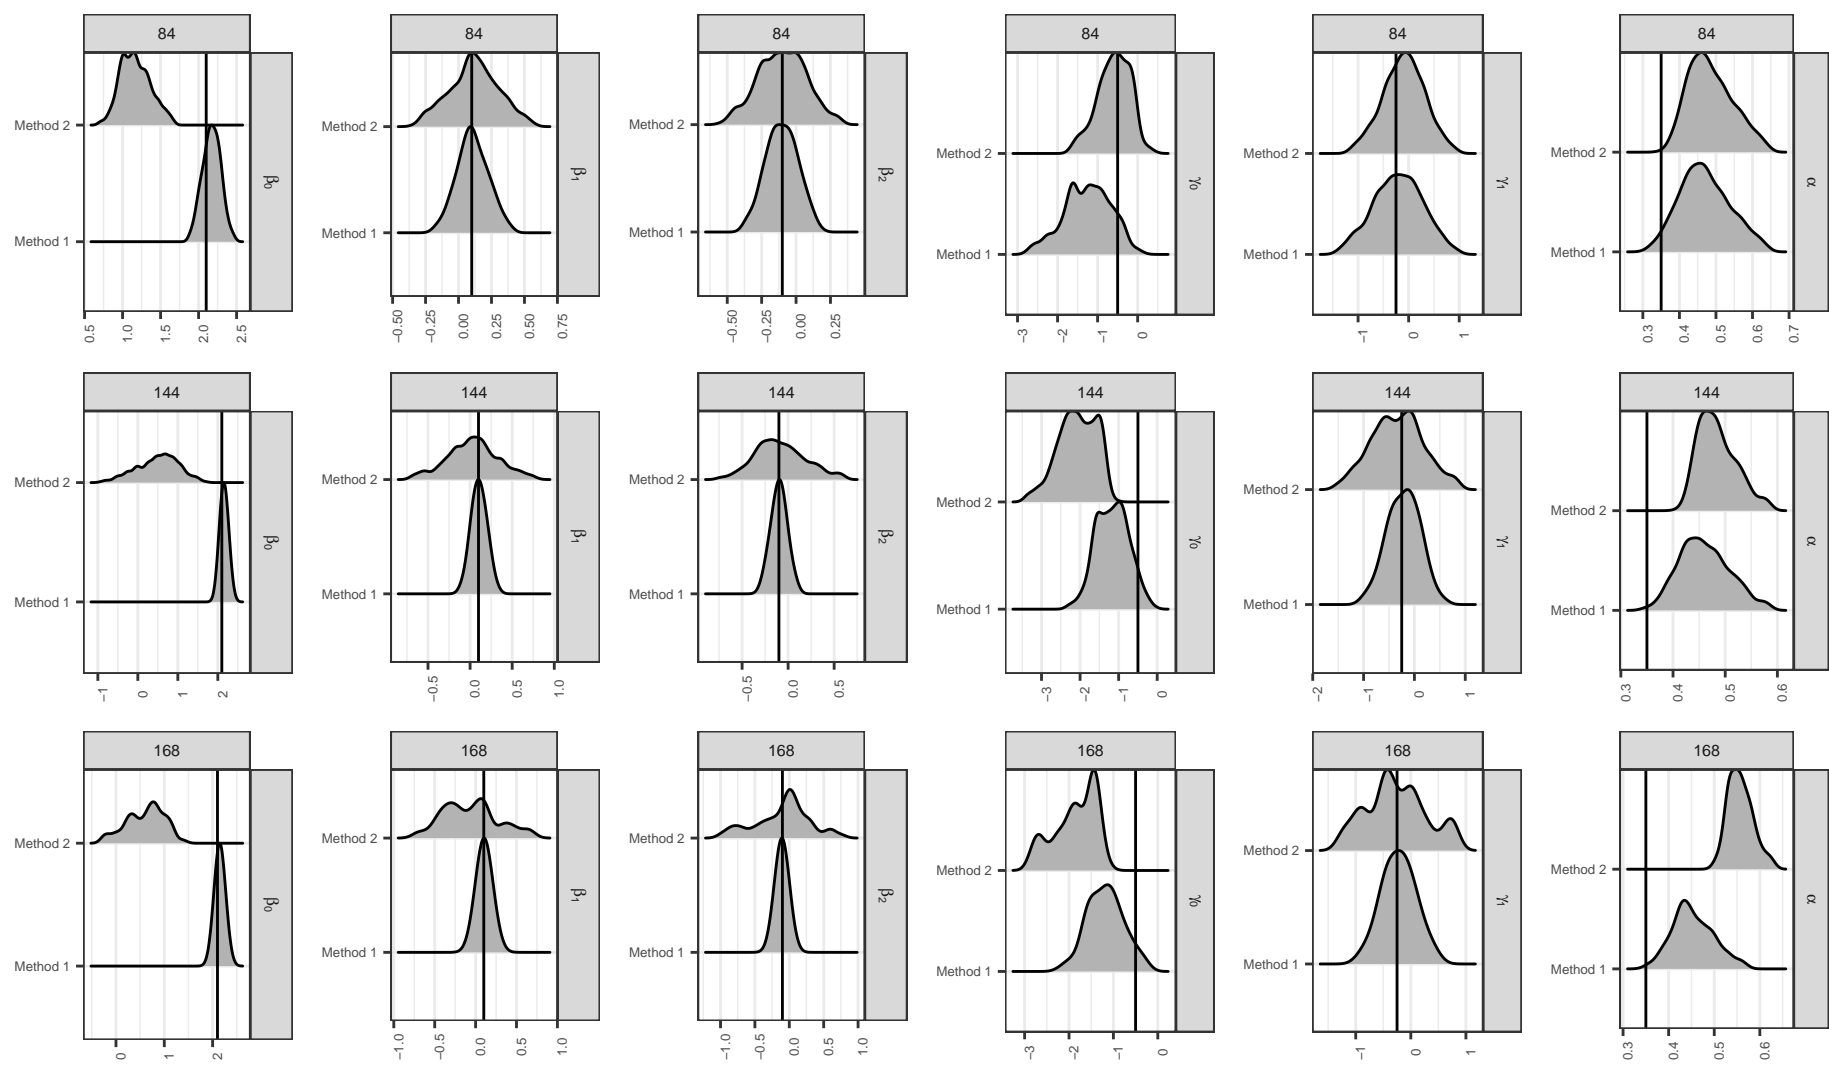 84
Method 2
Method 1
β0
0.5 1.0 1.5 2.0 2.5
84
Method 2
Method 1
β1
−0.50 −0.25 0.00 0.25 0.50 0.75
84
Method 2
Method 1
β2
−0.50 −0.25 0.00 0.25
84
Method 2
Method 1
γ0
−3 −2 −1 0
84
Method 2
Method 1
γ1
−1 0 1
84
Method 2
Method 1
α
0.3 0.4 0.5 0.6 0.7
144
Method 2
Method 1
β0
−1 0 1 2
144
Method 2
Method 1
β1
−0.5 0.0 0.5 1.0
144
Method 2
Method 1
β2
−0.5 0.0 0.5
144
Method 2
Method 1
γ0
−3 −2 −1 0
144
Method 2
Method 1
γ1
−2 −1 0 1
144
Method 2
Method 1
α
0.3 0.4 0.5 0.6
168
Method 2
Method 1
β0
0 1 2
168
Method 2
Method 1
β1
−1.0 −0.5 0.0 0.5 1.0
168
Method 2
Method 1
β2
−1.0 −0.5 0.0 0.5 1.0
168
Method 2
Method 1
γ0
−3 −2 −1 0
168
Method 2
Method 1
γ1
−1 0 1
168
Method 2
Method 1
α
0.3 0.4 0.5 0.6